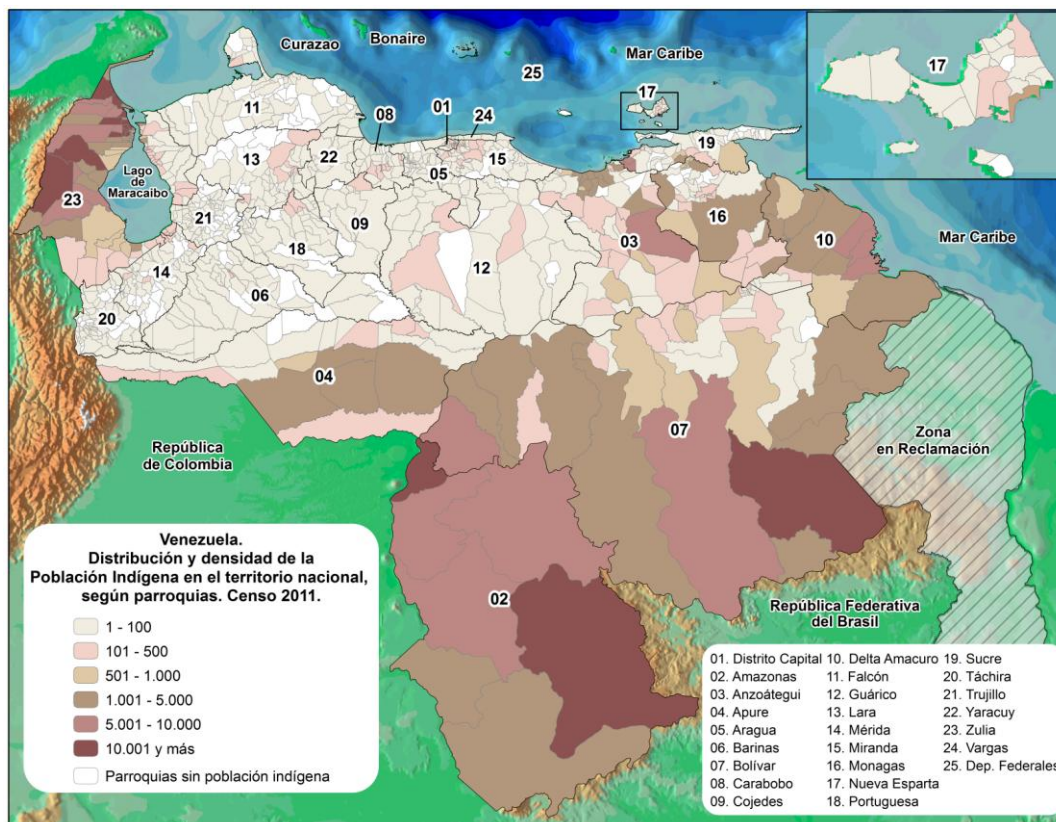 Curazao
Bonaire
Mar Caribe
25
17
17
11
08
01
24
19
13
22
15
05
Lago
de
Maracaibo
23
21
09
16
03
10
Mar Caribe
18
12
14
06
20
04
República
de Colombia
07
Zona
en Reclamación
02
República Federativa
del Brasil
Venezuela.
Distribución y densidad de la
Población Indígena en el territorio nacional,
según parroquias. Censo 2011.
1 - 100
101 - 500
501 - 1.000
1.001 - 5.000
5.001 - 10.000
10.001 y más
Parroquias sin población indígena
01. Distrito Capital
02. Amazonas
03. Anzoátegui
04. Apure
05. Aragua
06. Barinas
07. Bolívar
08. Carabobo
09. Cojedes
10. Delta Amacuro
11. Falcón
12. Guárico
13. Lara
14. Mérida
15. Miranda
16. Monagas
17. Nueva Esparta
18. Portuguesa
19. Sucre
20. Táchira
21. Trujillo
22. Yaracuy
23. Zulia
24. Vargas
25. Dep. Federales